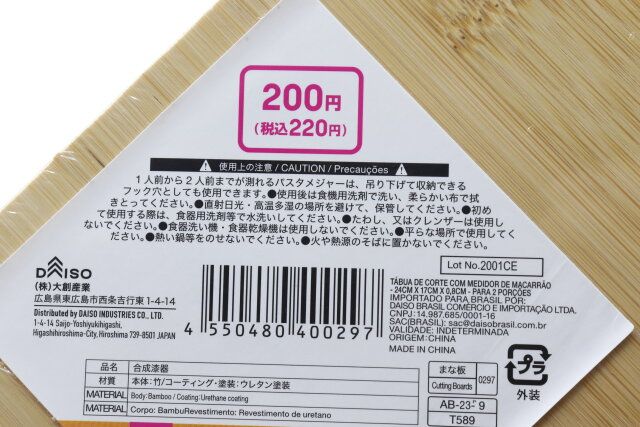 200円
(税込220円)
使用上の注意 / CAUTION / Precauções
1人前から2人前までが測れるパスタメジャーは、吊り下げて収納できる
フック穴としても使用できます。●使用後は食機用洗剤で洗い、柔らかい布で拭
きとってください。●直射日光・高温多湿の場所を避けて、保管してください。●初め
て使用する際は、食器用洗剤等で水洗いしてください。●たわし、又はクレンザーは使用し
ないでください。●食器洗い機・食器乾燥機は使用しないでください。●平らな場所で使用してく
ださい。●熱い鍋等をのせないでください。●火や熱源のそばに置かないでください。
Lot No.2001CE
DAISO
(株)大創産業
広島県東広島市西条吉行東1-4-14
Distributed by DAISO INDUSTRIES CO., LTD.
1-4-14 Saijo-Yoshiyukihigashi,
Higashihiroshima-City, Hiroshima 739-8501 JAPAN
4 550480 400297
TÁBUA DE CORTE COM MEDIDOR DE MACARRÃO
- 24CM X 17CM X 0,8CM - PARA 2 PORÇÕES
IMPORTADO PARA BRASIL POR:
DAISO BRASIL COMÉRCIO E IMPORTAÇÃO LTDA.
CNPJ: 14.987.685/0001-16
SAC(BRASIL): sac@daisobrasil.com.br
VALIDADE: INDETERMINADA
ORIGEM: CHINA
MADE IN CHINA
プラ
外装
品名 合成漆器
材質 本体:竹/コーティング・塗装:ウレタン塗装
MATERIAL Body: Bamboo / Coating: Urethane coating
MATERIAL Corpo: BambuRevestimento: Revestimento de uretano
まな板
Cutting Boards 0297
AB-23- 9
T589